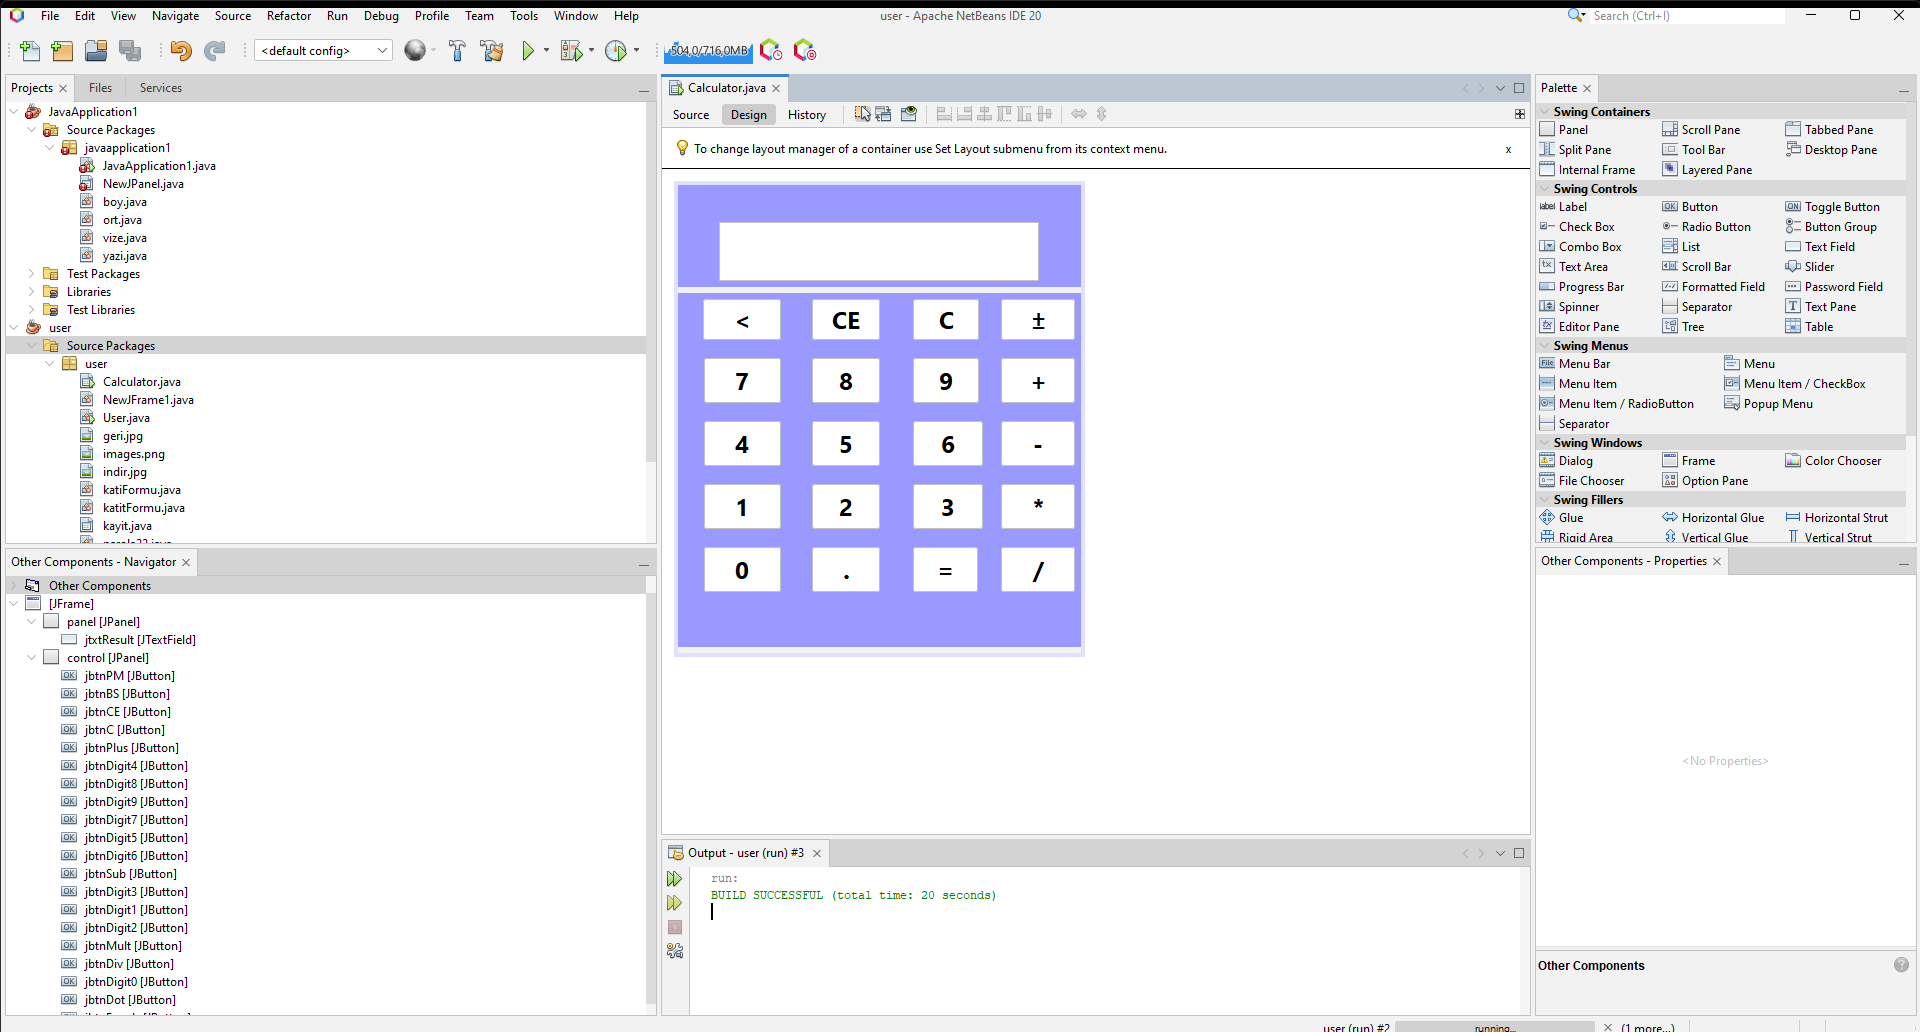 File Edit View Navigate Source Refactor Run Debug Profile Team Tools Window Help
user - Apache NetBeans IDE 20
Search (Ctrl+I)
<default config>
504,0/716,0MB
Projects
Files
Services
JavaApplication1
Source Packages
javaapplication1
JavaApplication1.java
NewJPanel.java
boy.java
ort.java
vize.java
yazi.java
Test Packages
Libraries
Test Libraries
user
Source Packages
user
Calculator.java
NewJFrame1.java
User.java
geri.jpg
images.png
indir.jpg
katiFormu.java
katitFormu.java
kayit.java
Other Components - Navigator
Other Components
[JFrame]
panel [JPanel]
jtxtResult [JTextField]
control [JPanel]
jbtnPM [JButton]
jbtnBS [JButton]
jbtnCE [JButton]
jbtnC [JButton]
jbtnPlus [JButton]
jbtnDigit4 [JButton]
jbtnDigit8 [JButton]
jbtnDigit9 [JButton]
jbtnDigit7 [JButton]
jbtnDigit5 [JButton]
jbtnDigit6 [JButton]
jbtnSub [JButton]
jbtnDigit3 [JButton]
jbtnDigit1 [JButton]
jbtnDigit2 [JButton]
jbtnMult [JButton]
jbtnDiv [JButton]
jbtnDigit0 [JButton]
jbtnDot [JButton]
Calculator.java
Source Design History
To change layout manager of a container use Set Layout submenu from its context menu.
x
< CE C ±
7 8 9 +
4 5 6 -
1 2 3 *
0 . = /
Output - user (run) #3
run:
BUILD SUCCESSFUL (total time: 20 seconds)
Palette
Swing Containers
Panel Scroll Pane Tabbed Pane
Split Pane Tool Bar Desktop Pane
Internal Frame Layered Pane
Swing Controls
label Label OK Button ON Toggle Button
Check Box Radio Button Button Group
Combo Box List Text Field
Text Area Scroll Bar Slider
Progress Bar Formatted Field Password Field
Spinner Separator Text Pane
Editor Pane Tree Table
Swing Menus
Menu Bar Menu
Menu Item Menu Item / CheckBox
Menu Item / RadioButton Popup Menu
Separator
Swing Windows
Dialog Frame Color Chooser
File Chooser Option Pane
Swing Fillers
Glue Horizontal Glue Horizontal Strut
Rigid Area Vertical Glue Vertical Strut
Other Components - Properties
<No Properties>
Other Components
user (run) #2 running... (1 more...)